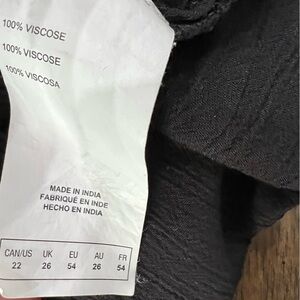 100% VISCOSE
100% VISCOSE
100% VISCOSA
MADE IN INDIA
FABRIQUÉ EN INDE
HECHO EN INDIA
CAN/US UK EU AU FR
22 26 54 26 54